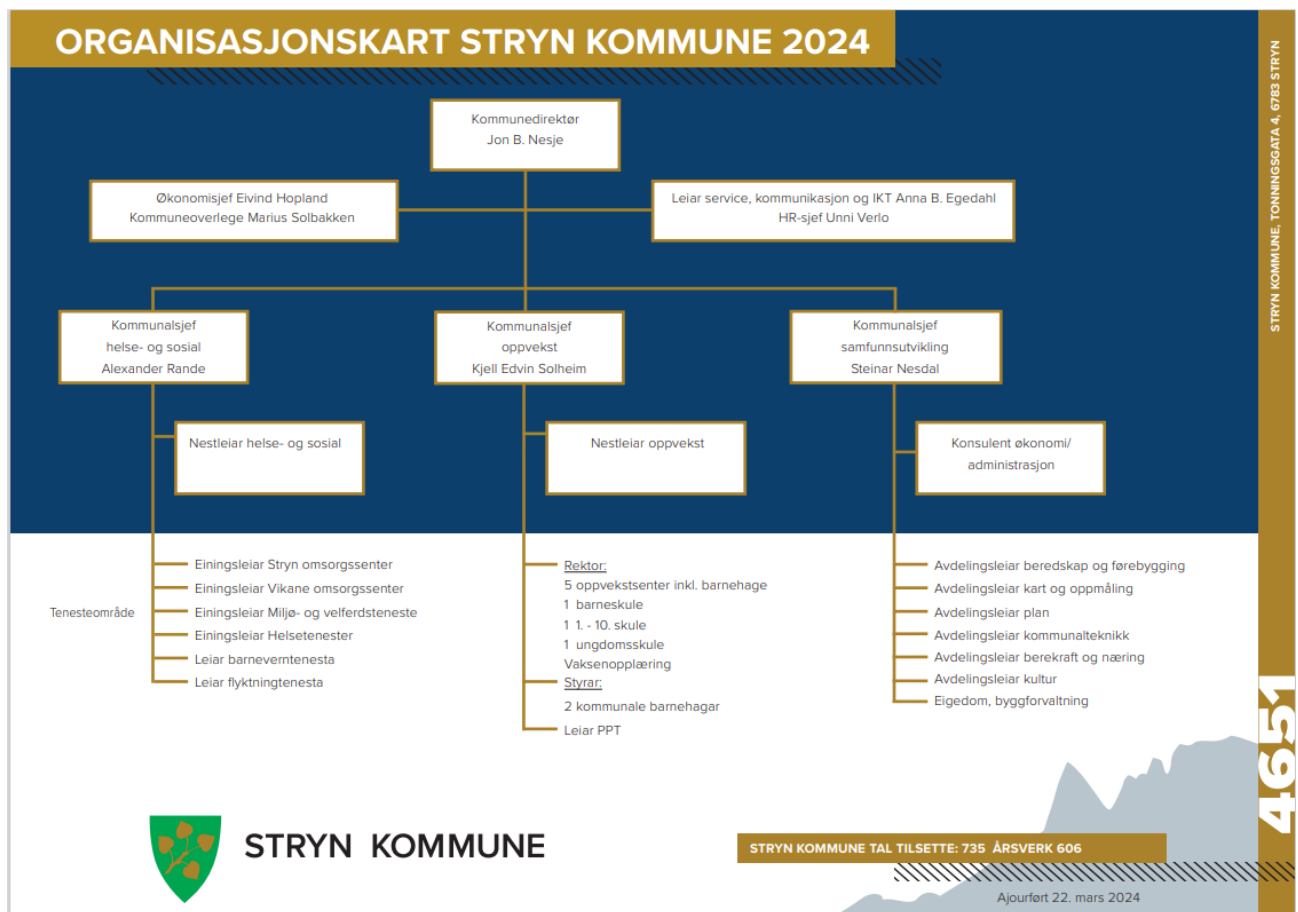 ORGANISASJONSKART STRYN KOMMUNE 2024
Kommunedirektør
Jon B. Nesje
Økonomisjef Eivind Hopland
Kommuneoverlege Marius Solbakken
Leiar service, kommunikasjon og IKT Anna B. Egedahl
HR-sjef Unni Verlo
Kommunalsjef
helse- og sosial
Alexander Rande
Kommunalsjef
oppvekst
Kjell Edvin Solheim
Kommunalsjef
samfunnsutvikling
Steinar Nesdal
Nestleiar helse- og sosial
Nestleiar oppvekst
Konsulent økonomi/
administrasjon
Tenesteområde
Einingsleiar Stryn omsorgssenter
Einingsleiar Vikane omsorgssenter
Einingsleiar Miljø- og velferdsteneste
Einingsleiar Helsetenester
Leiar barneverntenesta
Leiar flyktningtenesta
Rektor:
5 oppvekstsenter inkl. barnehage
1 barneskule
1 1. - 10. skule
1 ungdomsskule
Vaksenopplæring
Styrar:
2 kommunale barnehagar
Leiar PPT
Avdelingsleiar beredskap og førebygging
Avdelingsleiar kart og oppmåling
Avdelingsleiar plan
Avdelingsleiar kommunalteknikk
Avdelingsleiar berekraft og næring
Avdelingsleiar kultur
Eigedom, byggforvaltning
STRYN KOMMUNE
STRYN KOMMUNE TAL TILSETTE: 735 ÅRSVERK 606
Ajourført 22. mars 2024
STRYN KOMMUNE, TONNINGSGATA 4, 6783 STRYN
4651